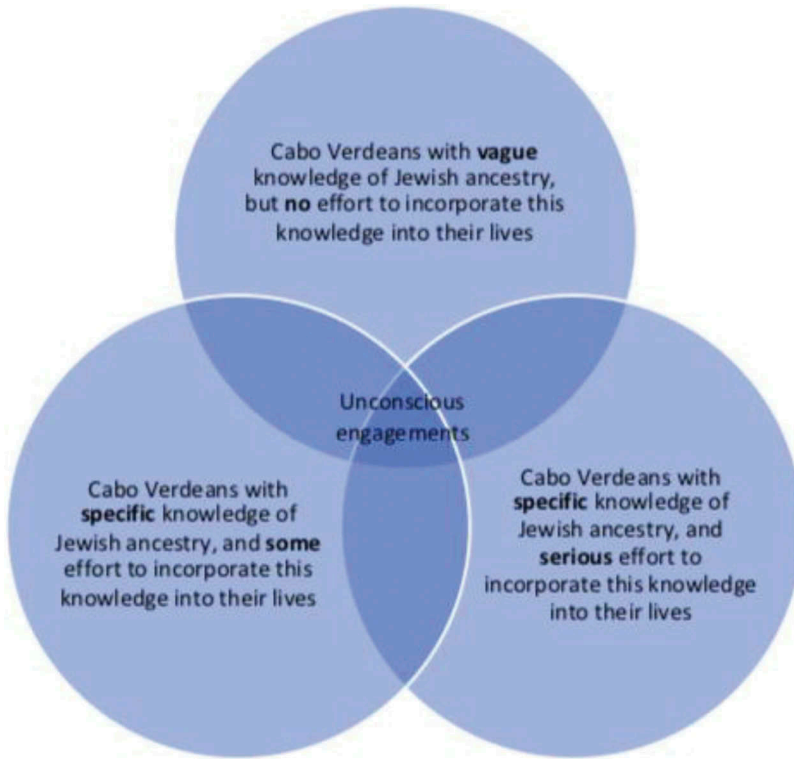 Cabo Verdeans with vague
knowledge of Jewish ancestry,
but no effort to incorporate this
knowledge into their lives
Unconscious
engagements
Cabo Verdeans with
specific knowledge of
Jewish ancestry, and some
effort to incorporate this
knowledge into their lives
Cabo Verdeans with
specific knowledge of
Jewish ancestry, and
serious effort to
incorporate this knowledge
into their lives